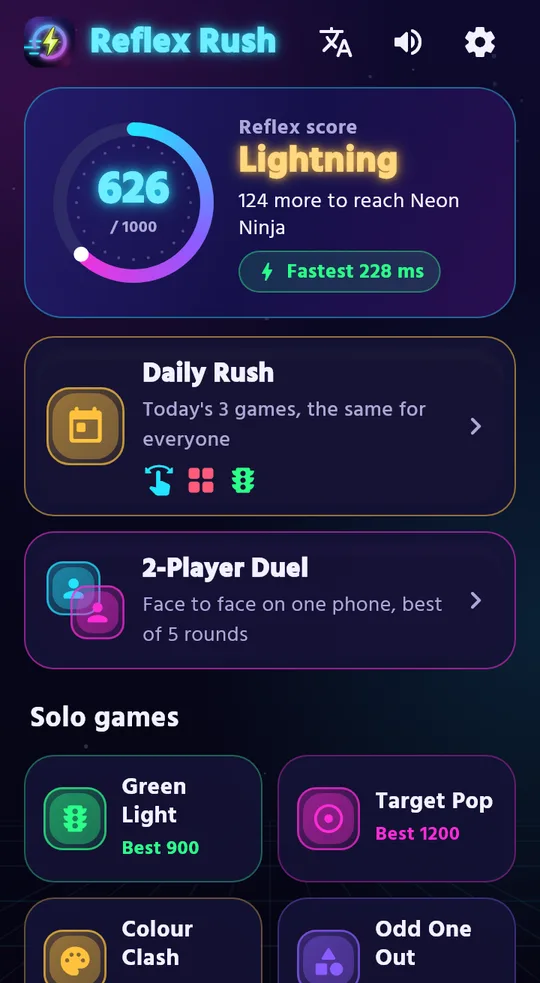 Reflex Rush
Reflex score
Lightning
626
/ 1000
124 more to reach Neon
Ninja
Fastest 228 ms
Daily Rush
Today's 3 games, the same for
everyone
2-Player Duel
Face to face on one phone, best
of 5 rounds
Solo games
Green
Light
Best 900
Target Pop
Best 1200
Colour
Clash
Odd One
Out